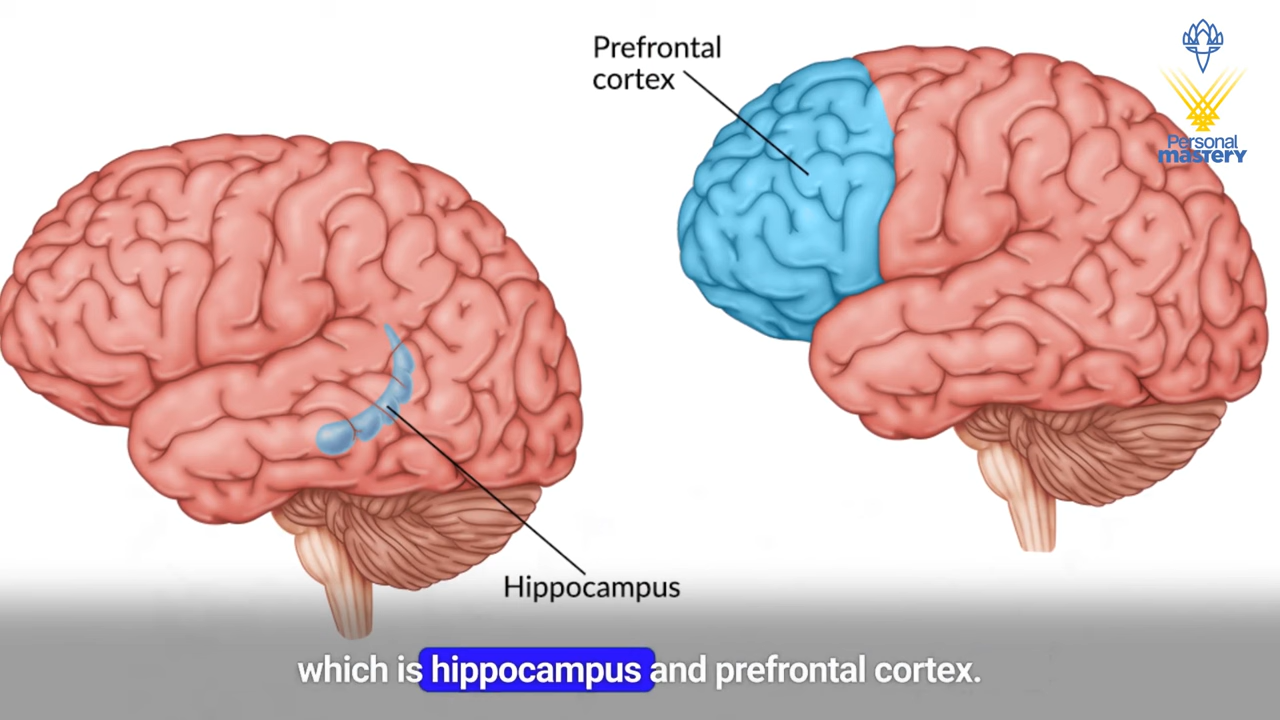 Prefrontal
cortex
Personal
mastery
Hippocampus
which is hippocampus and prefrontal cortex.